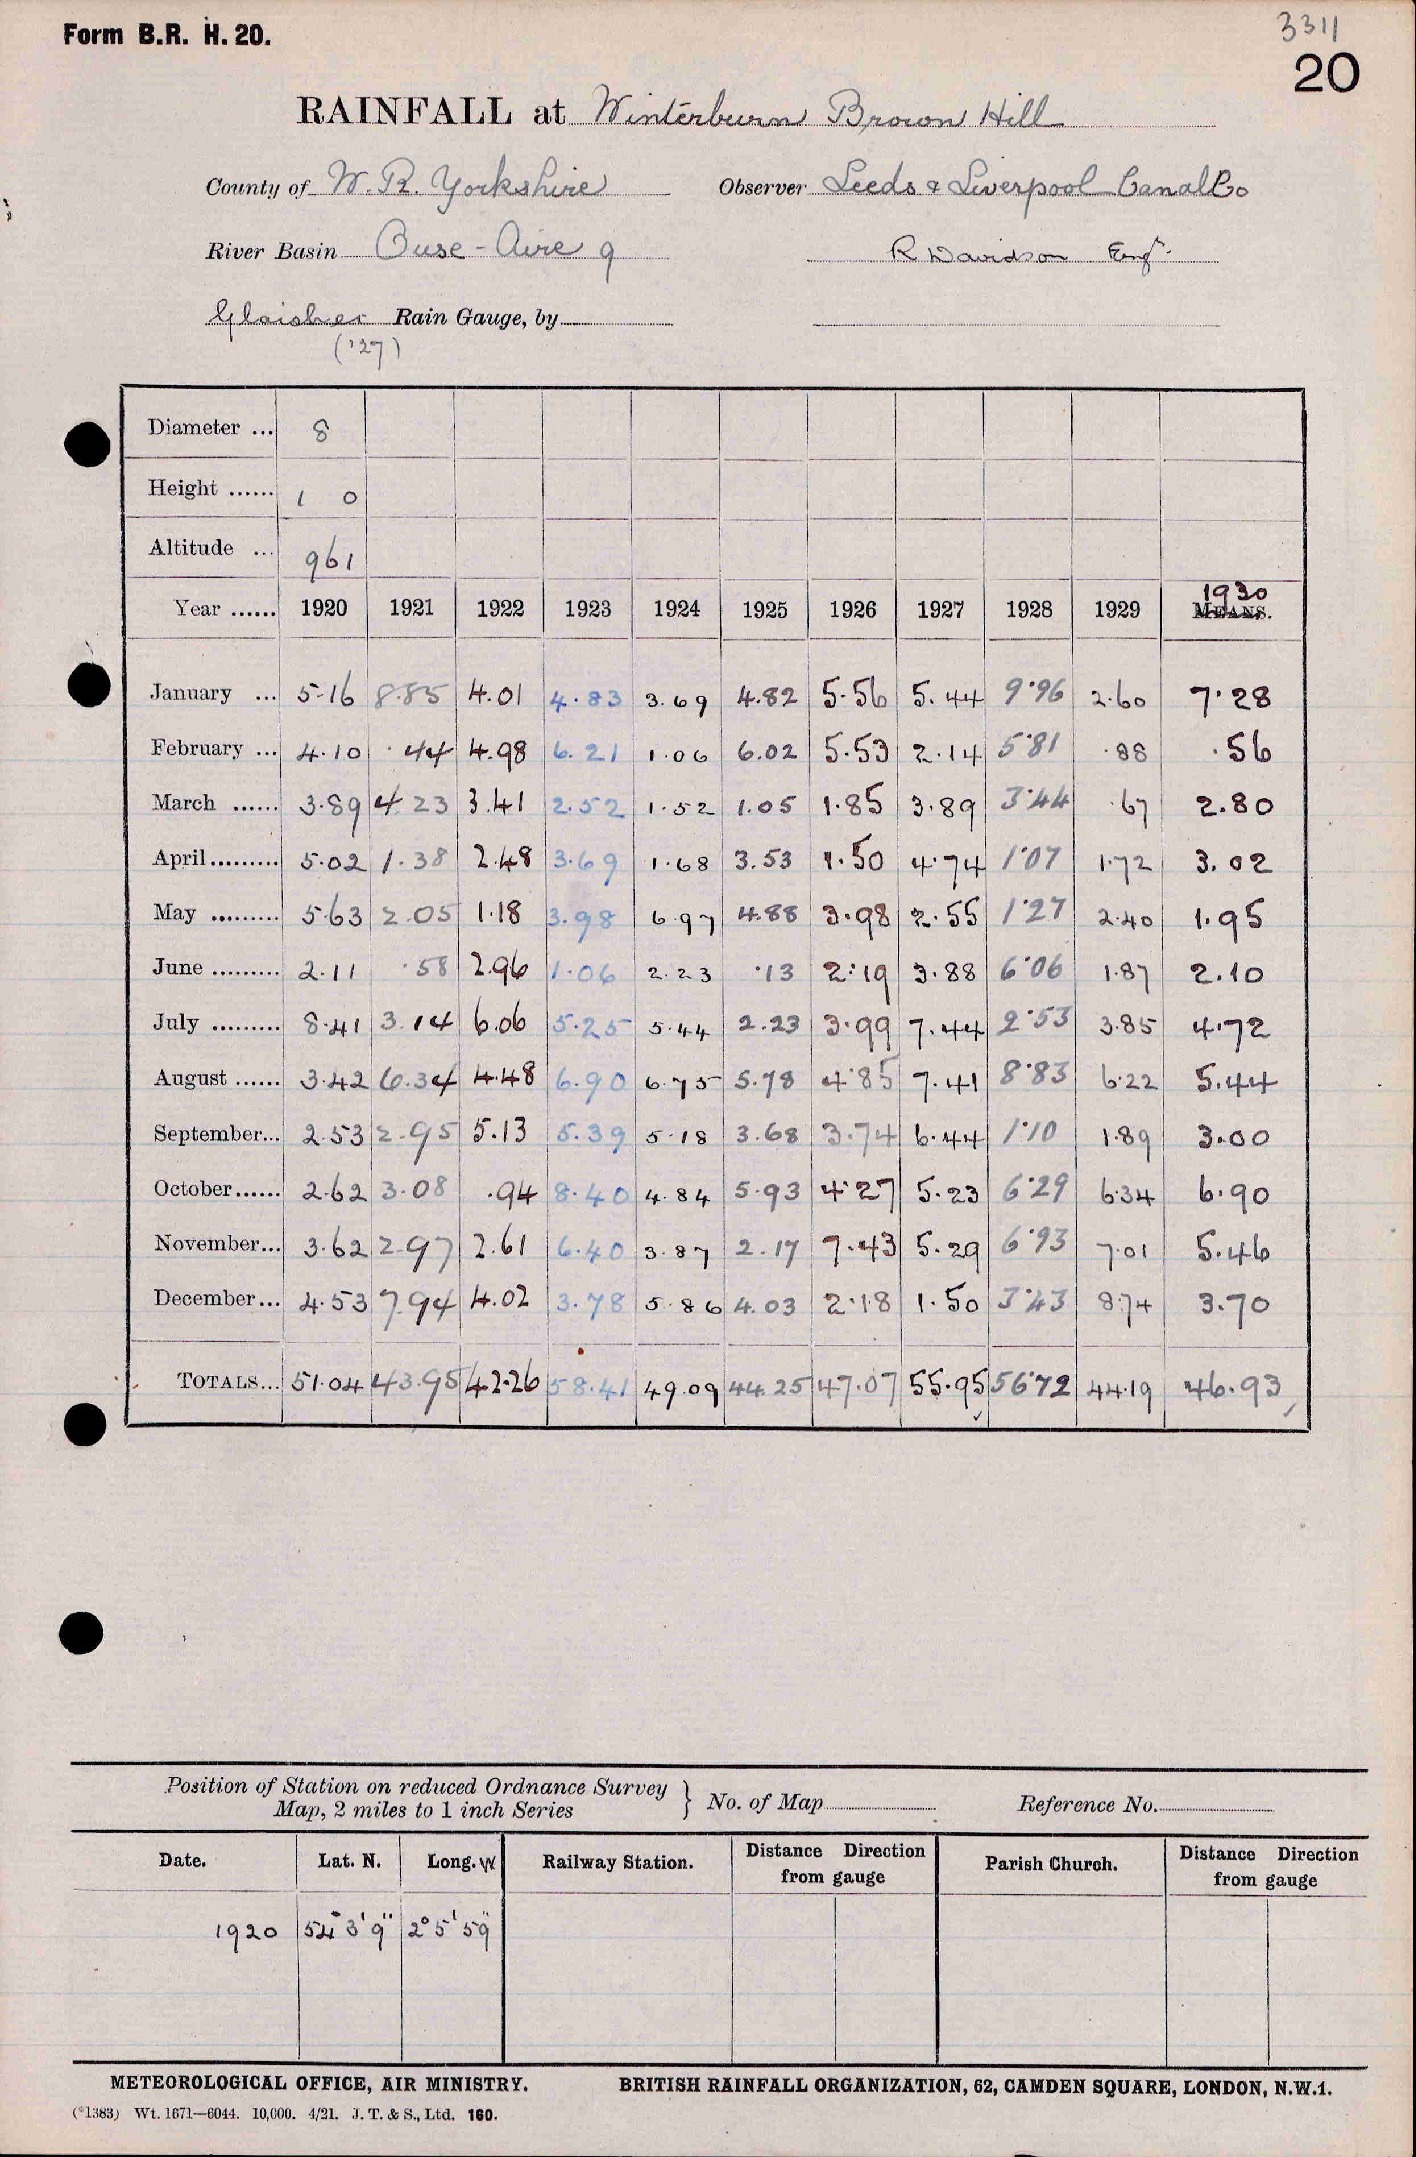 Form B.R. H. 20.
3311
20
RAINFALL at Winterburn Brown Hill
County of W. R. Yorkshire Observer Leeds & Liverpool Canal Co
River Basin Ouse - Aire 9 R Davidson Engr.
Glaisher Rain Gauge, by
('27)
Diameter ... 8
Height ...... 1 0
Altitude ... 961
1930
Year ...... 1920 1921 1922 1923 1924 1925 1926 1927 1928 1929 MEANS.
January ... 5.16 8.85 4.01 4.83 3.69 4.82 5.56 5.44 9.96 2.60 7.28
February ... 4.10 .44 4.98 6.21 1.06 6.02 5.53 2.14 5.81 .88 .56
March ...... 3.89 4.23 3.41 2.52 1.52 1.05 1.85 3.89 3.44 .67 2.80
April ......... 5.02 1.38 2.48 3.69 1.68 3.53 1.50 4.74 1.07 1.72 3.02
May ......... 5.63 2.05 1.18 3.98 6.97 4.88 3.98 2.55 1.27 2.40 1.95
June ......... 2.11 .58 2.96 1.06 2.23 .13 2.19 3.88 6.06 1.87 2.10
July ......... 8.41 3.14 6.06 5.25 5.44 2.23 3.99 7.44 2.53 3.85 4.72
August ...... 3.42 6.34 4.48 6.90 6.75 5.78 4.85 7.41 8.83 6.22 5.44
September... 2.53 2.95 5.13 5.39 5.18 3.68 3.74 6.44 1.10 1.89 3.00
October...... 2.62 3.08 .94 8.40 4.84 5.93 4.27 5.23 6.29 6.34 6.90
November... 3.62 2.97 2.61 6.40 3.87 2.17 7.43 5.29 6.93 7.01 5.46
December... 4.53 7.94 4.02 3.78 5.86 4.03 2.18 1.50 3.43 8.74 3.70
TOTALS... 51.04 43.95 42.26 58.41 49.09 44.25 47.07 55.95 56.72 44.19 46.93
Position of Station on reduced Ordnance Survey
Map, 2 miles to 1 inch Series } No. of Map Reference No.
Date. Lat. N. Long. W Railway Station. Distance Direction from gauge Parish Church. Distance Direction from gauge
1920 54° 3' 9" 2° 5' 59"
METEOROLOGICAL OFFICE, AIR MINISTRY. BRITISH RAINFALL ORGANIZATION, 62, CAMDEN SQUARE, LONDON, N.W.1.
(*1383) Wt. 1671—6044. 10,000. 4/21. J. T. & S., Ltd. 160.